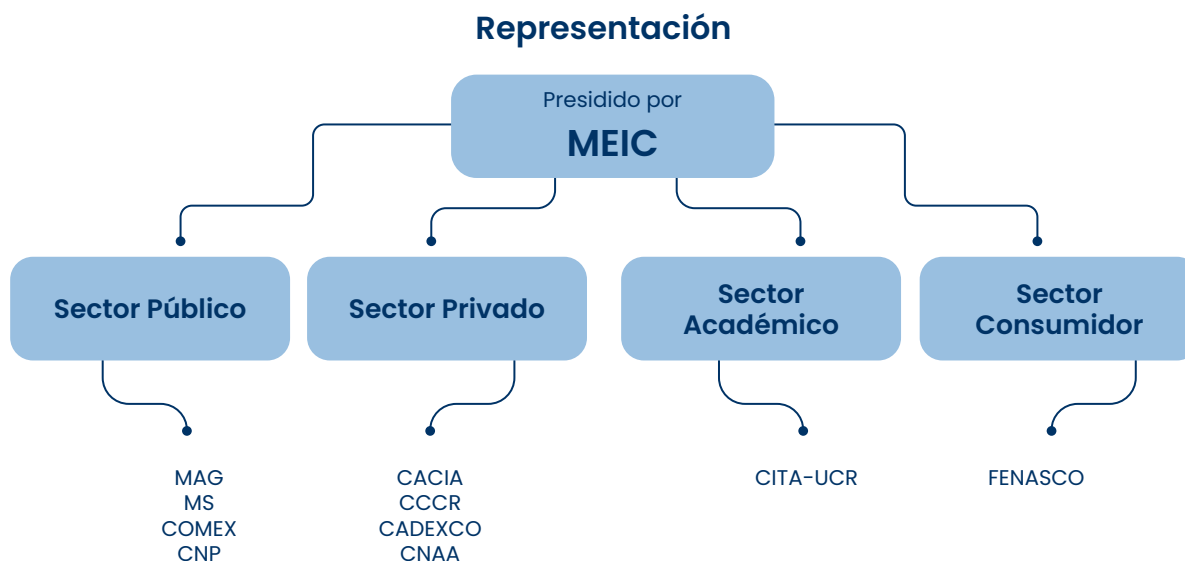 Representación
Presidido por
MEIC
Sector Público
Sector Privado
Sector
Académico
Sector
Consumidor
MAG
MS
COMEX
CNP
CACIA
CCCR
CADEXCO
CNAA
CITA-UCR
FENASCO